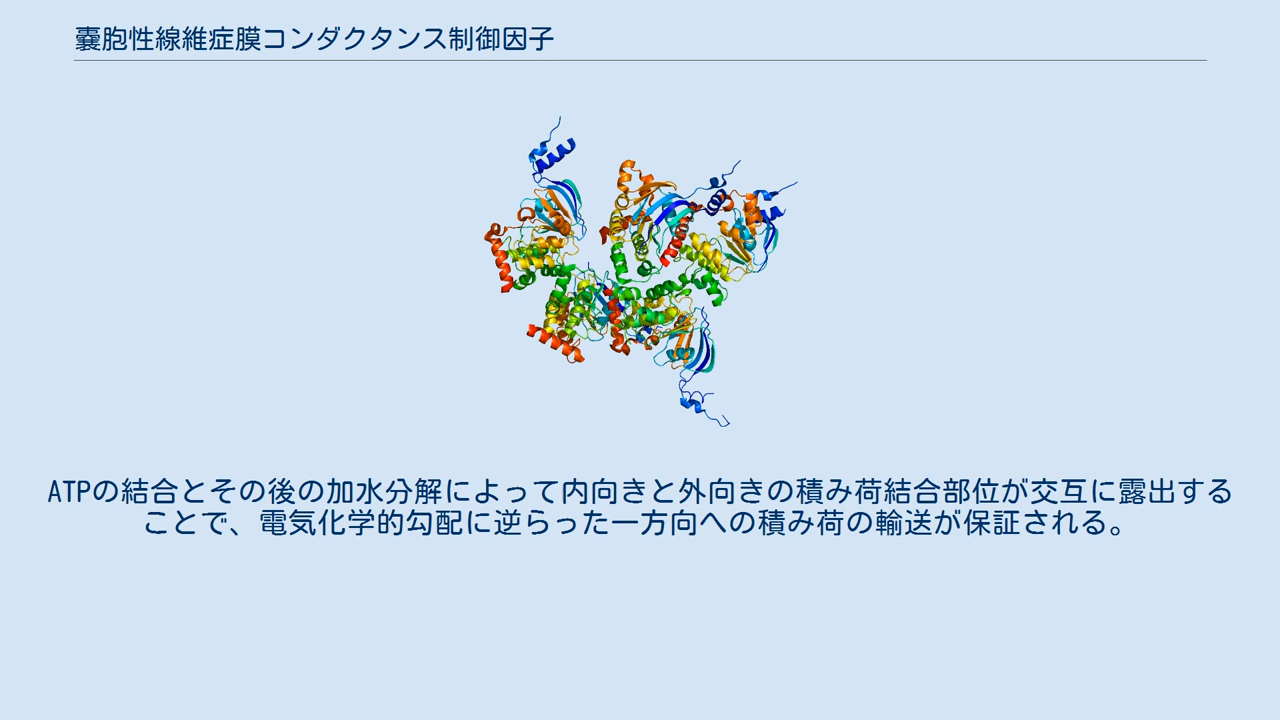 嚢胞性線維症膜コンダクタンス制御因子
ATPの結合とその後の加水分解によって内向きと外向きの積み荷結合部位が交互に露出する
ことで、電気化学的勾配に逆らった一方向への積み荷の輸送が保証される。